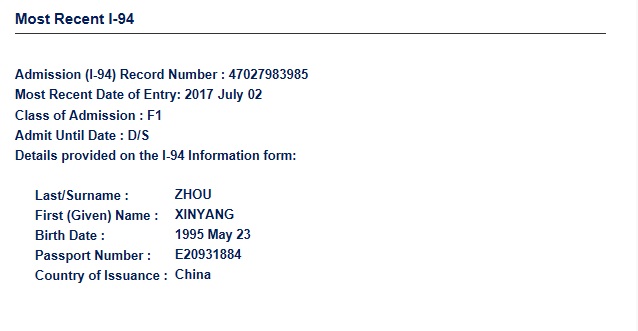 Most Recent I-94
Admission (I-94) Record Number : 47027983985
Most Recent Date of Entry: 2017 July 02
Class of Admission : F1
Admit Until Date : D/S
Details provided on the I-94 Information form:
Last/Surname : ZHOU
First (Given) Name : XINYANG
Birth Date : 1995 May 23
Passport Number : E20931884
Country of Issuance : China